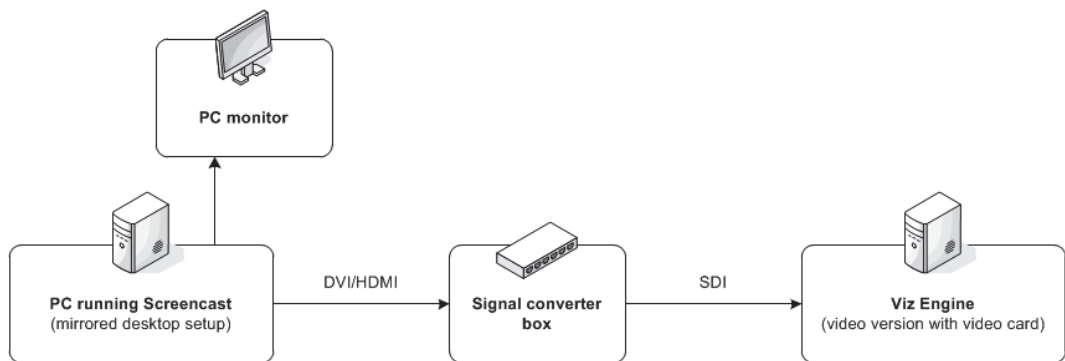 PC monitor
PC running Screencast
(mirrored desktop setup)
DVI/HDMI
Signal converter
box
SDI
Viz Engine
(video version with video card)